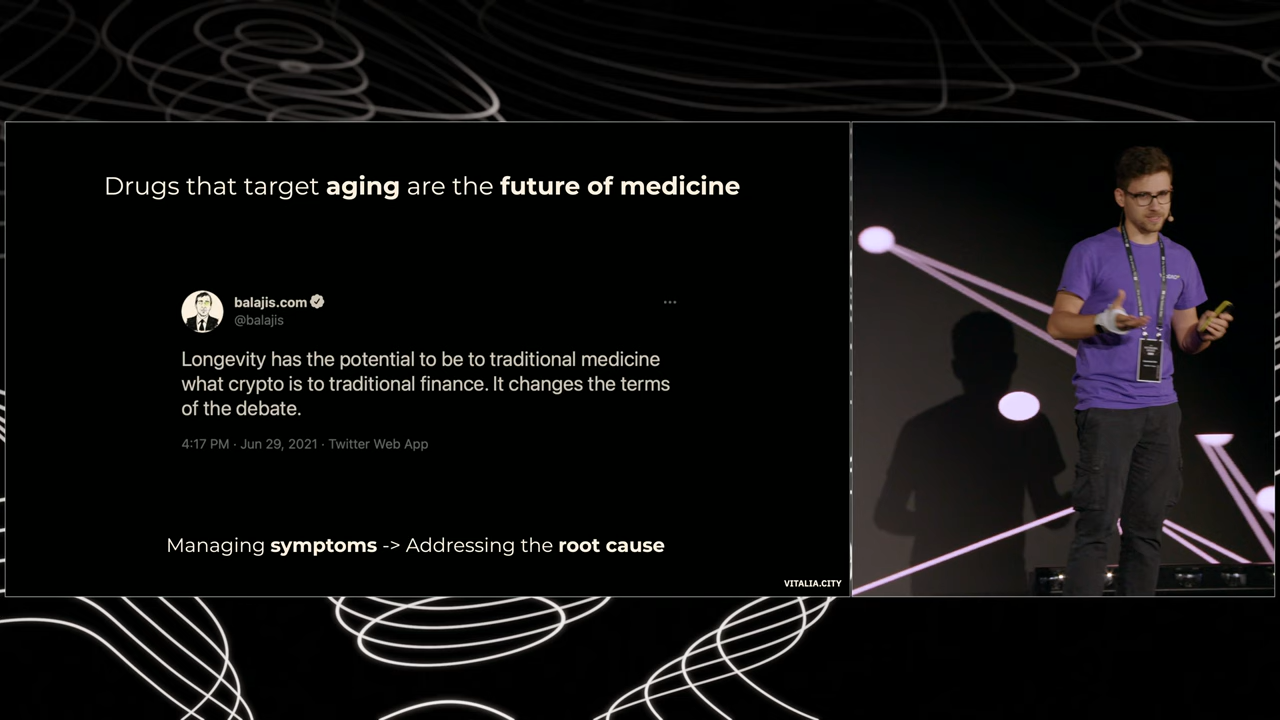 Drugs that target aging are the future of medicine
balajis.com
@balajis
Longevity has the potential to be to traditional medicine
what crypto is to traditional finance. It changes the terms
of the debate.
4:17 PM · Jun 29, 2021 · Twitter Web App
Managing symptoms -> Addressing the root cause
VITALIA.CITY